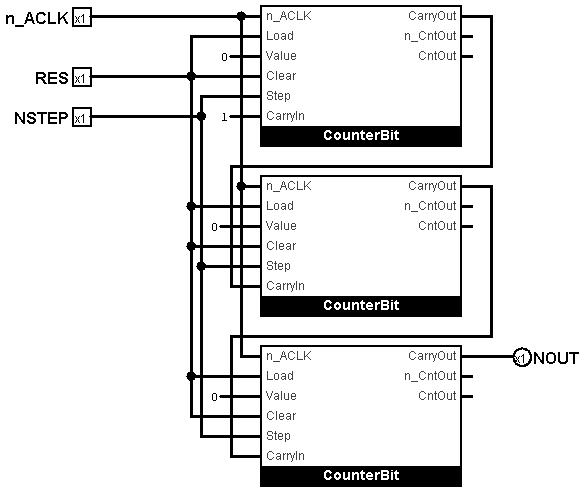 n_ACLK x1
RES x1
NSTEP x1
n_ACLK CarryOut
Load n_CntOut
0 Value CntOut
Clear
Step
1 CarryIn
CounterBit
n_ACLK CarryOut
Load n_CntOut
0 Value CntOut
Clear
Step
CarryIn
CounterBit
n_ACLK CarryOut x1 NOUT
Load n_CntOut
0 Value CntOut
Clear
Step
CarryIn
CounterBit